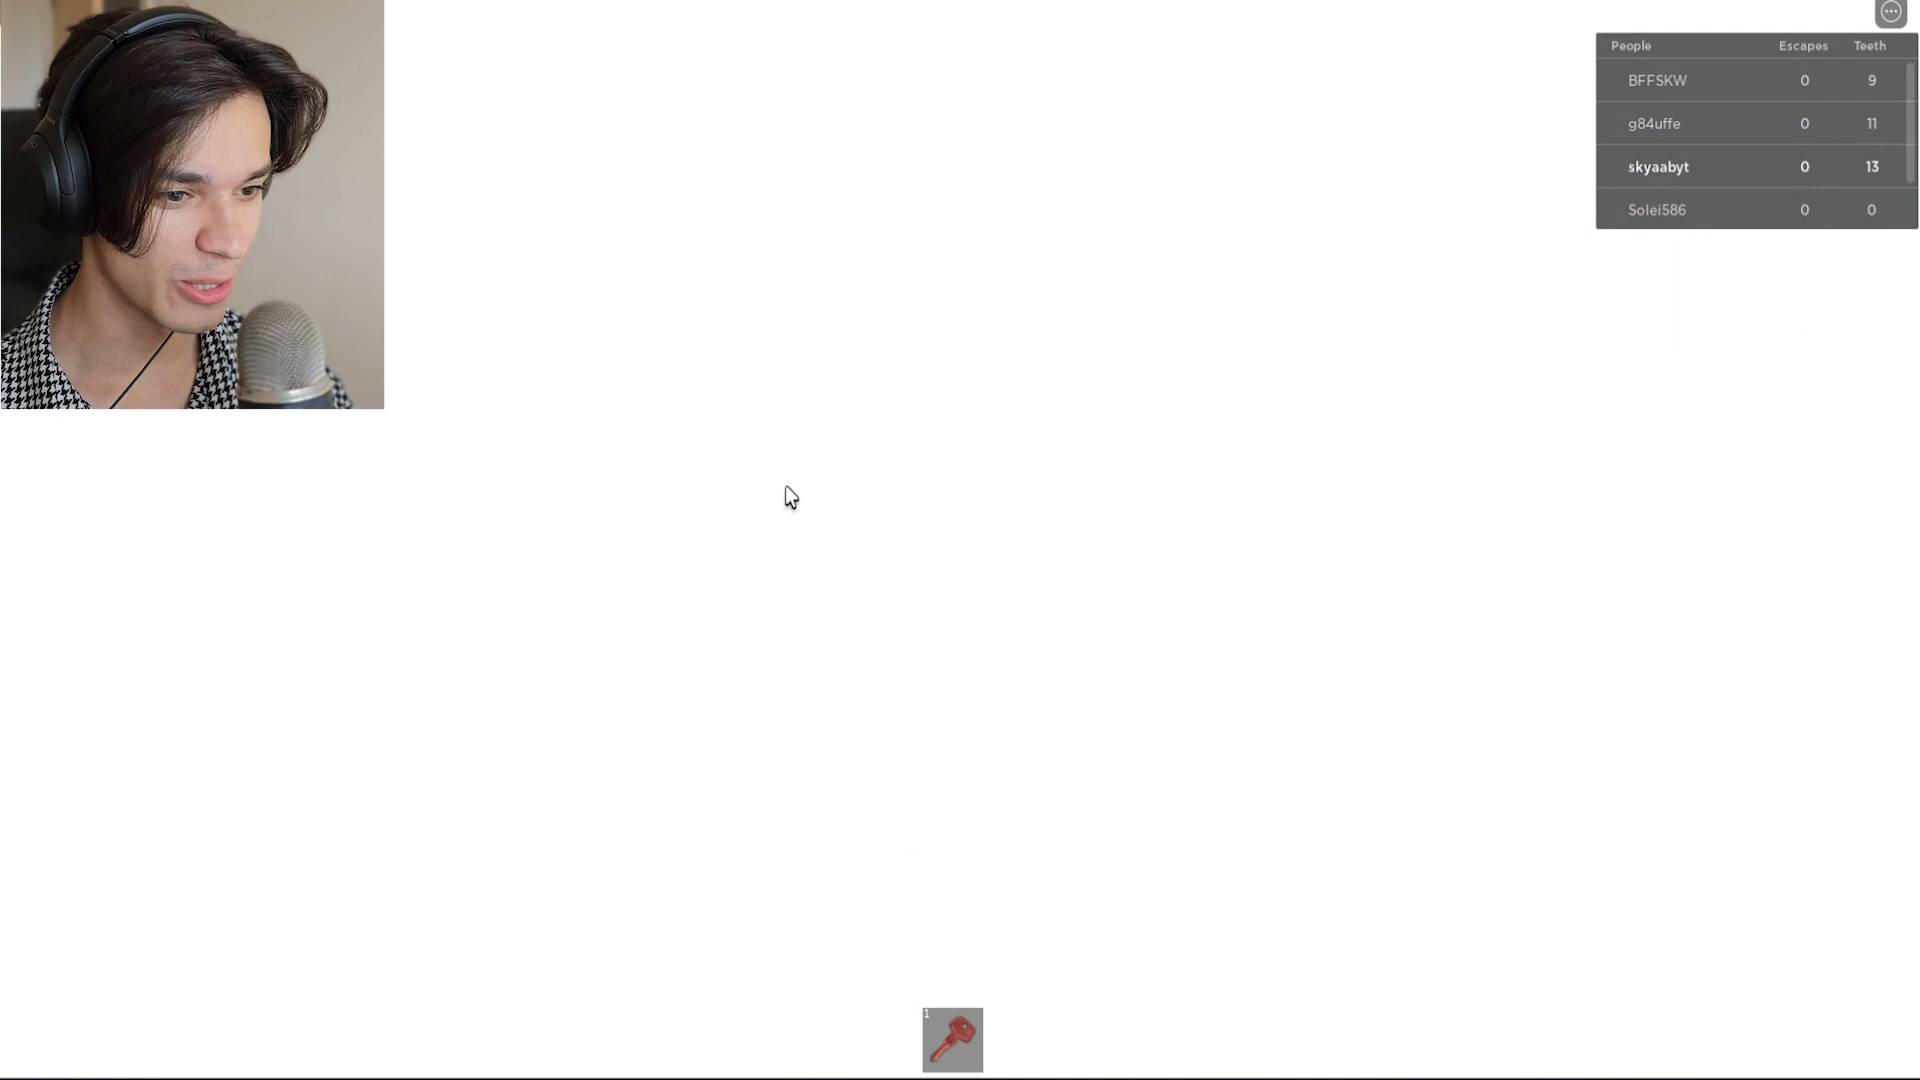 People Escapes Teeth
BFFSKW 0 9
g84uffe 0 11
skyaabyt 0 13
Solei586 0 0
1